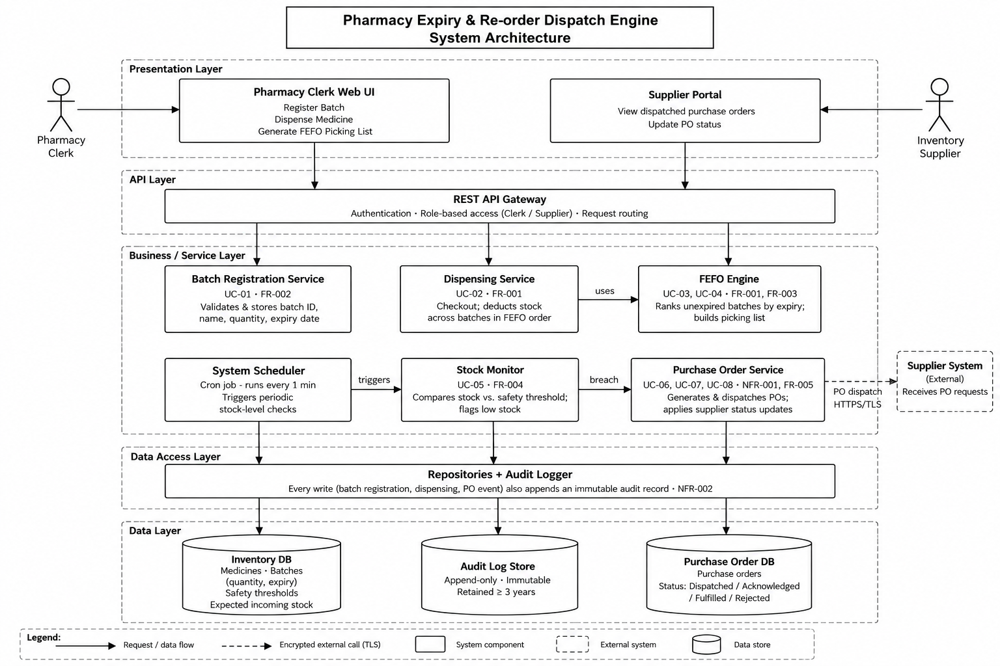 Pharmacy Expiry & Re-order Dispatch Engine
System Architecture
Presentation Layer
Pharmacy Clerk Web UI
Register Batch
Dispense Medicine
Generate FEFO Picking List
Supplier Portal
View dispatched purchase orders
Update PO status
Pharmacy
Clerk
Inventory
Supplier
API Layer
REST API Gateway
Authentication · Role-based access (Clerk / Supplier) · Request routing
Business / Service Layer
Batch Registration Service
UC-01 · FR-002
Validates & stores batch ID,
name, quantity, expiry date
Dispensing Service
UC-02 · FR-001
Checkout; deducts stock
across batches in FEFO order
uses
FEFO Engine
UC-03, UC-04 · FR-001, FR-003
Ranks unexpired batches by expiry;
builds picking list
System Scheduler
Cron job - runs every 1 min
Triggers periodic
stock-level checks
triggers
Stock Monitor
UC-05 · FR-004
Compares stock vs. safety threshold;
flags low stock
breach
Purchase Order Service
UC-06, UC-07, UC-08 · NFR-001, FR-005
Generates & dispatches POs;
applies supplier status updates
PO dispatch
HTTPS/TLS
Supplier System
(External)
Receives PO requests
Data Access Layer
Repositories + Audit Logger
Every write (batch registration, dispensing, PO event) also appends an immutable audit record · NFR-002
Data Layer
Inventory DB
Medicines · Batches
(quantity, expiry)
Safety thresholds
Expected incoming stock
Audit Log Store
Append-only · Immutable
Retained ≥ 3 years
Purchase Order DB
Purchase orders
Status: Dispatched / Acknowledged
/ Fulfilled / Rejected
Legend:
Request / data flow
Encrypted external call (TLS)
System component
External system
Data store